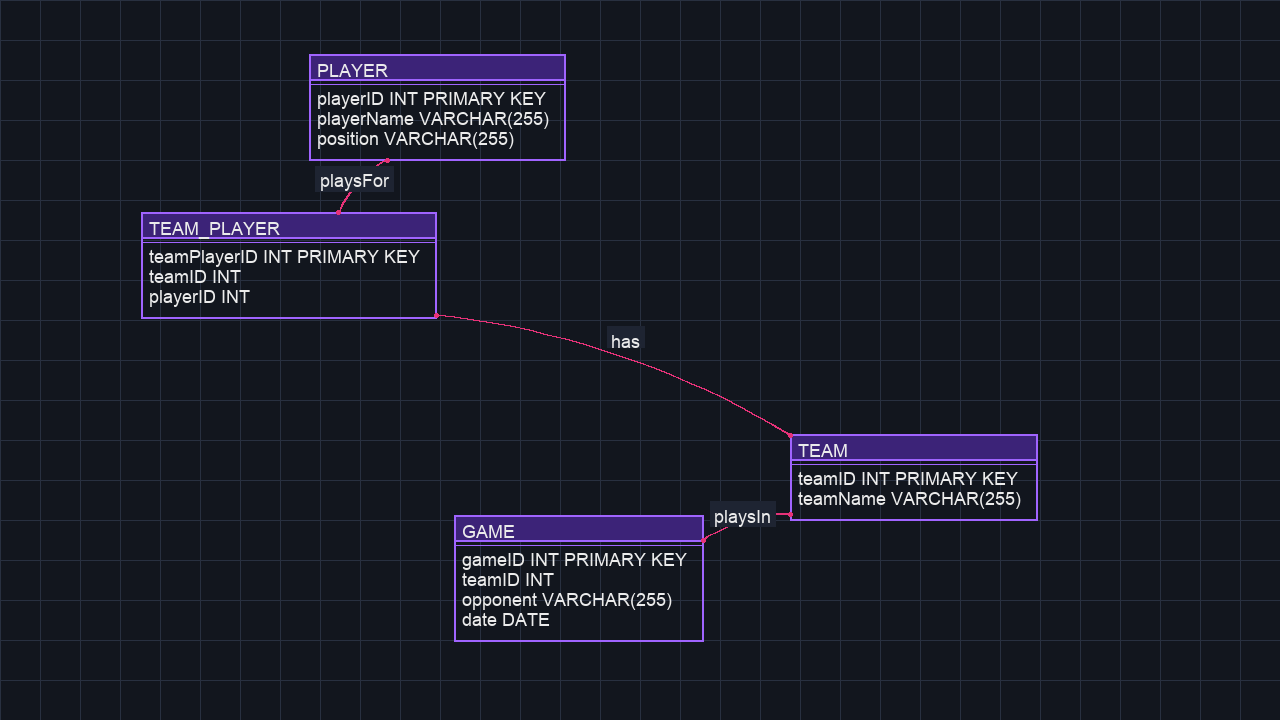 PLAYER
playerID INT PRIMARY KEY
playerName VARCHAR(255)
position VARCHAR(255)
playsFor
TEAM_PLAYER
teamPlayerID INT PRIMARY KEY
teamID INT
playerID INT
has
TEAM
teamID INT PRIMARY KEY
teamName VARCHAR(255)
playsIn
GAME
gameID INT PRIMARY KEY
teamID INT
opponent VARCHAR(255)
date DATE